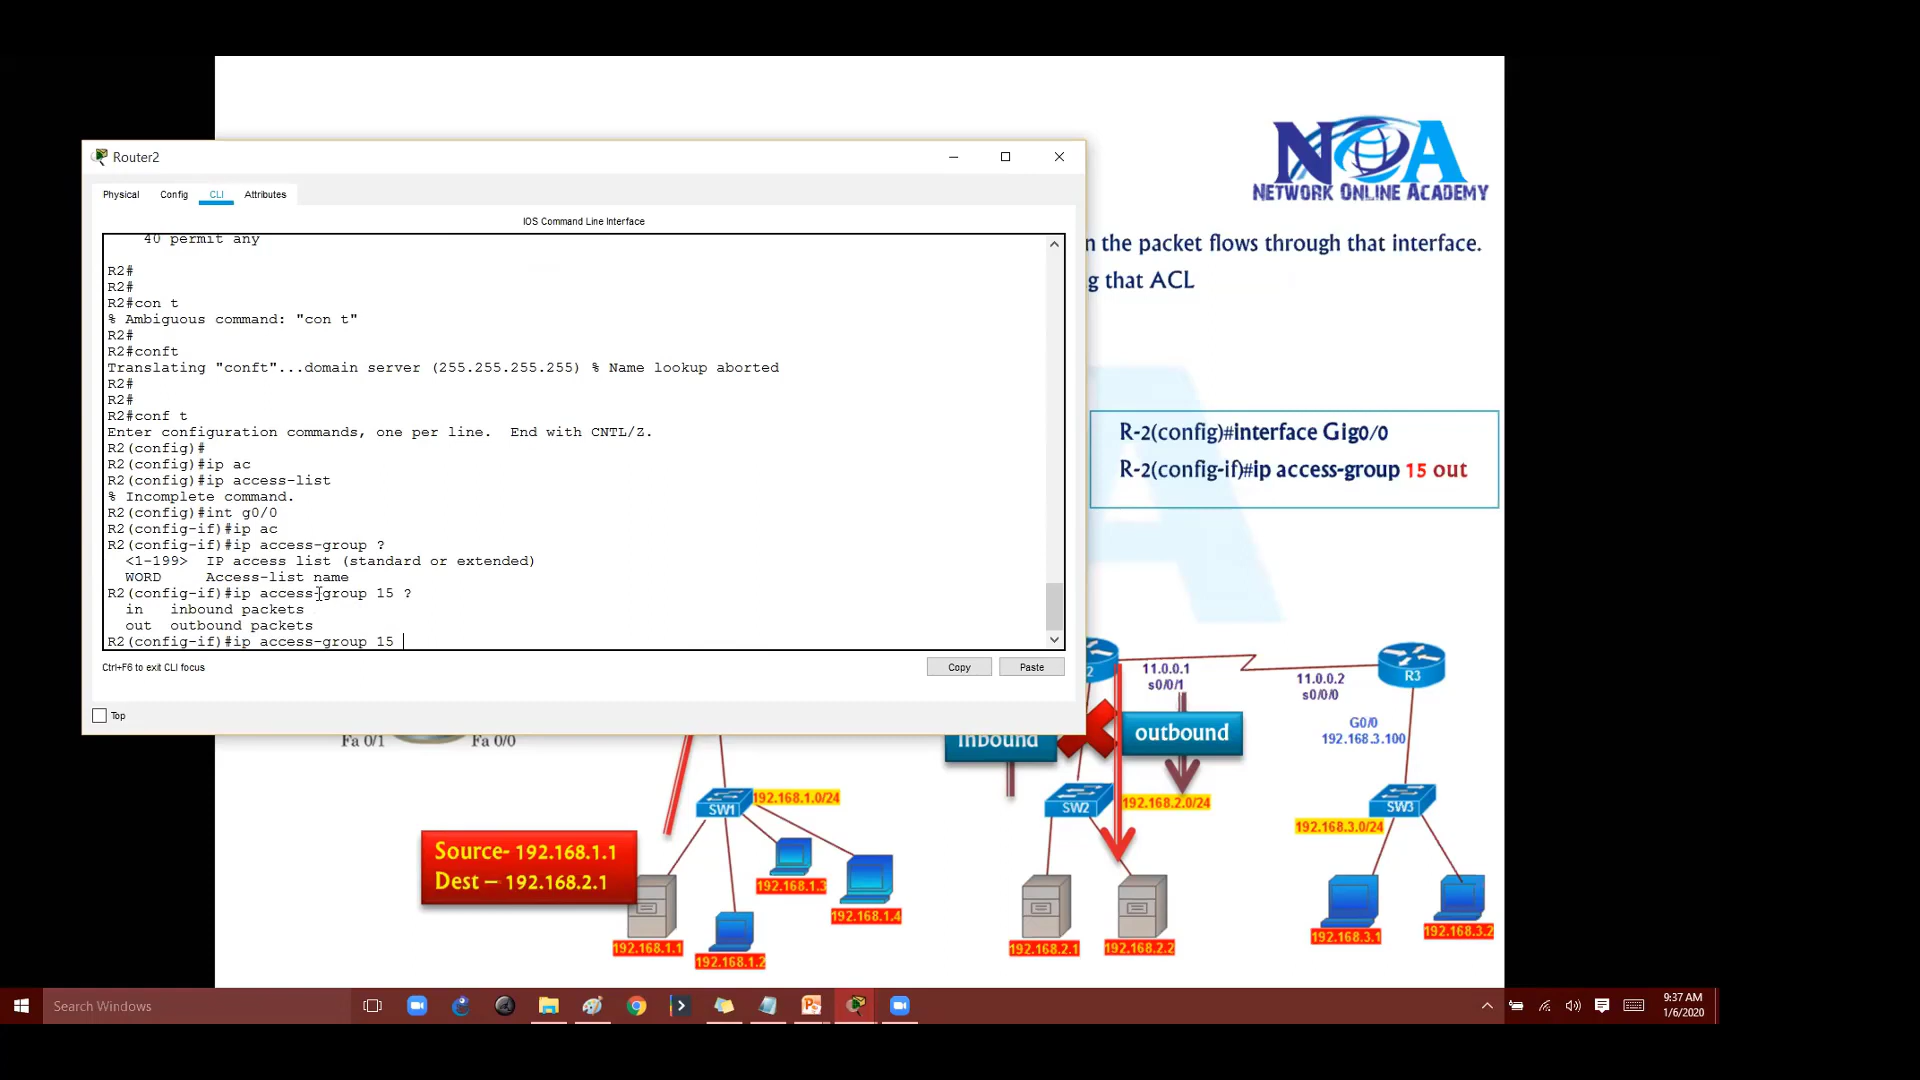 NOA
NETWORK ONLINE ACADEMY
Router2
Physical Config CLI Attributes
IOS Command Line Interface
40 permit any
R2#
R2#
R2#con t
% Ambiguous command: "con t"
R2#
R2#conft
Translating "conft"...domain server (255.255.255.255) % Name lookup aborted
R2#
R2#
R2#conf t
Enter configuration commands, one per line. End with CNTL/Z.
R2(config)#
R2(config)#ip ac
R2(config)#ip access-list
% Incomplete command.
R2(config)#int g0/0
R2(config-if)#ip ac
R2(config-if)#ip access-group ?
<1-199> IP access list (standard or extended)
WORD Access-list name
R2(config-if)#ip access-group 15 ?
in inbound packets
out outbound packets
R2(config-if)#ip access-group 15
Ctrl+F6 to exit CLI focus
Copy
Paste
Top
the packet flows through that interface.
that ACL
R-2(config)#interface Gig0/0
R-2(config-if)#ip access-group 15 out
2
11.0.0.1
s0/0/1
11.0.0.2
s0/0/0
R3
G0/0
192.168.3.100
Fa 0/1
Fa 0/0
inbound
outbound
SW1
192.168.1.0/24
SW2
192.168.2.0/24
SW3
192.168.3.0/24
Source- 192.168.1.1
Dest – 192.168.2.1
192.168.1.1
192.168.1.2
192.168.1.3
192.168.1.4
192.168.2.1
192.168.2.2
192.168.3.1
192.168.3.2
Search Windows
9:37 AM
1/6/2020